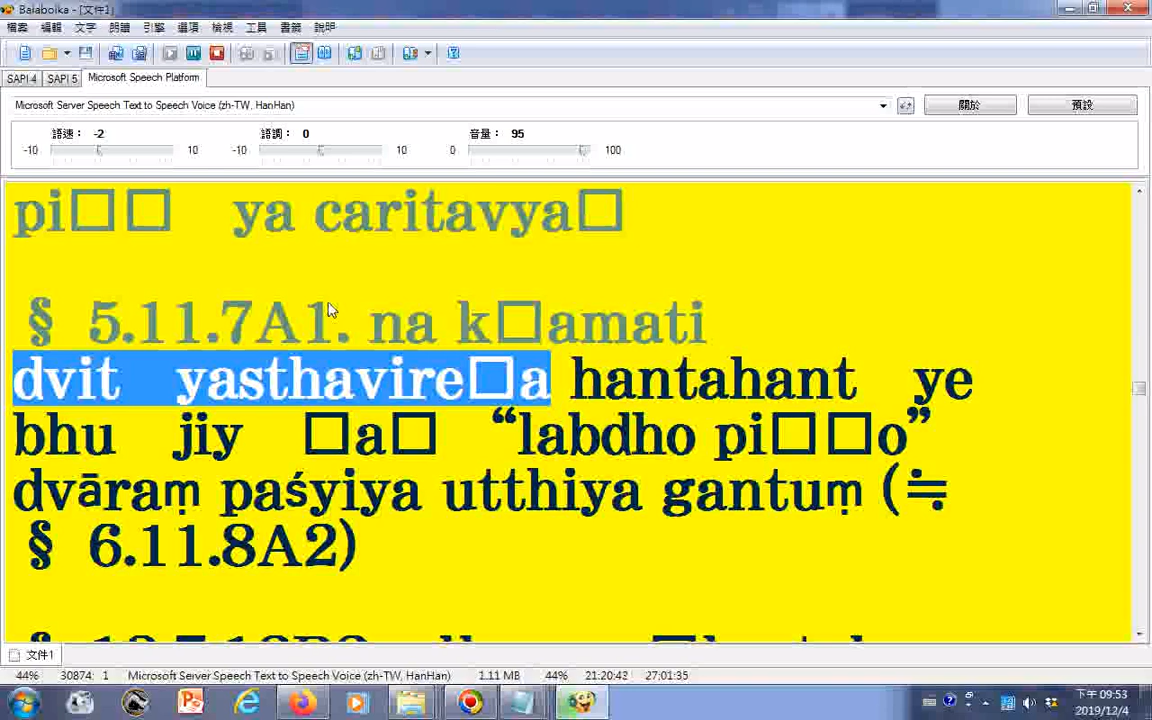 Balabolka - [文件1]
檔案 編輯 文字 朗讀 引擎 選項 檢視 工具 書籤 說明
SAPI 4 SAPI 5 Microsoft Speech Platform
Microsoft Server Speech Text to Speech Voice (zh-TW, HanHan) 關於 預設
語速： -2 語調： 0 音量： 95
-10 10 -10 10 0 100
pi□□ ya caritavya□
§ 5.11.7A1. na k□amati
dvit yasthavire□a hantahant ye
bhu jiy □a□ “labdho pi□□o”
dvāraṃ paśyiya utthiya gantuṃ (≒
§ 6.11.8A2)
文件1
44% 30874: 1 Microsoft Server Speech Text to Speech Voice (zh-TW, HanHan) 1.11 MB 44% 21:20:42 27:01:35
下午 09:53
2019/12/4